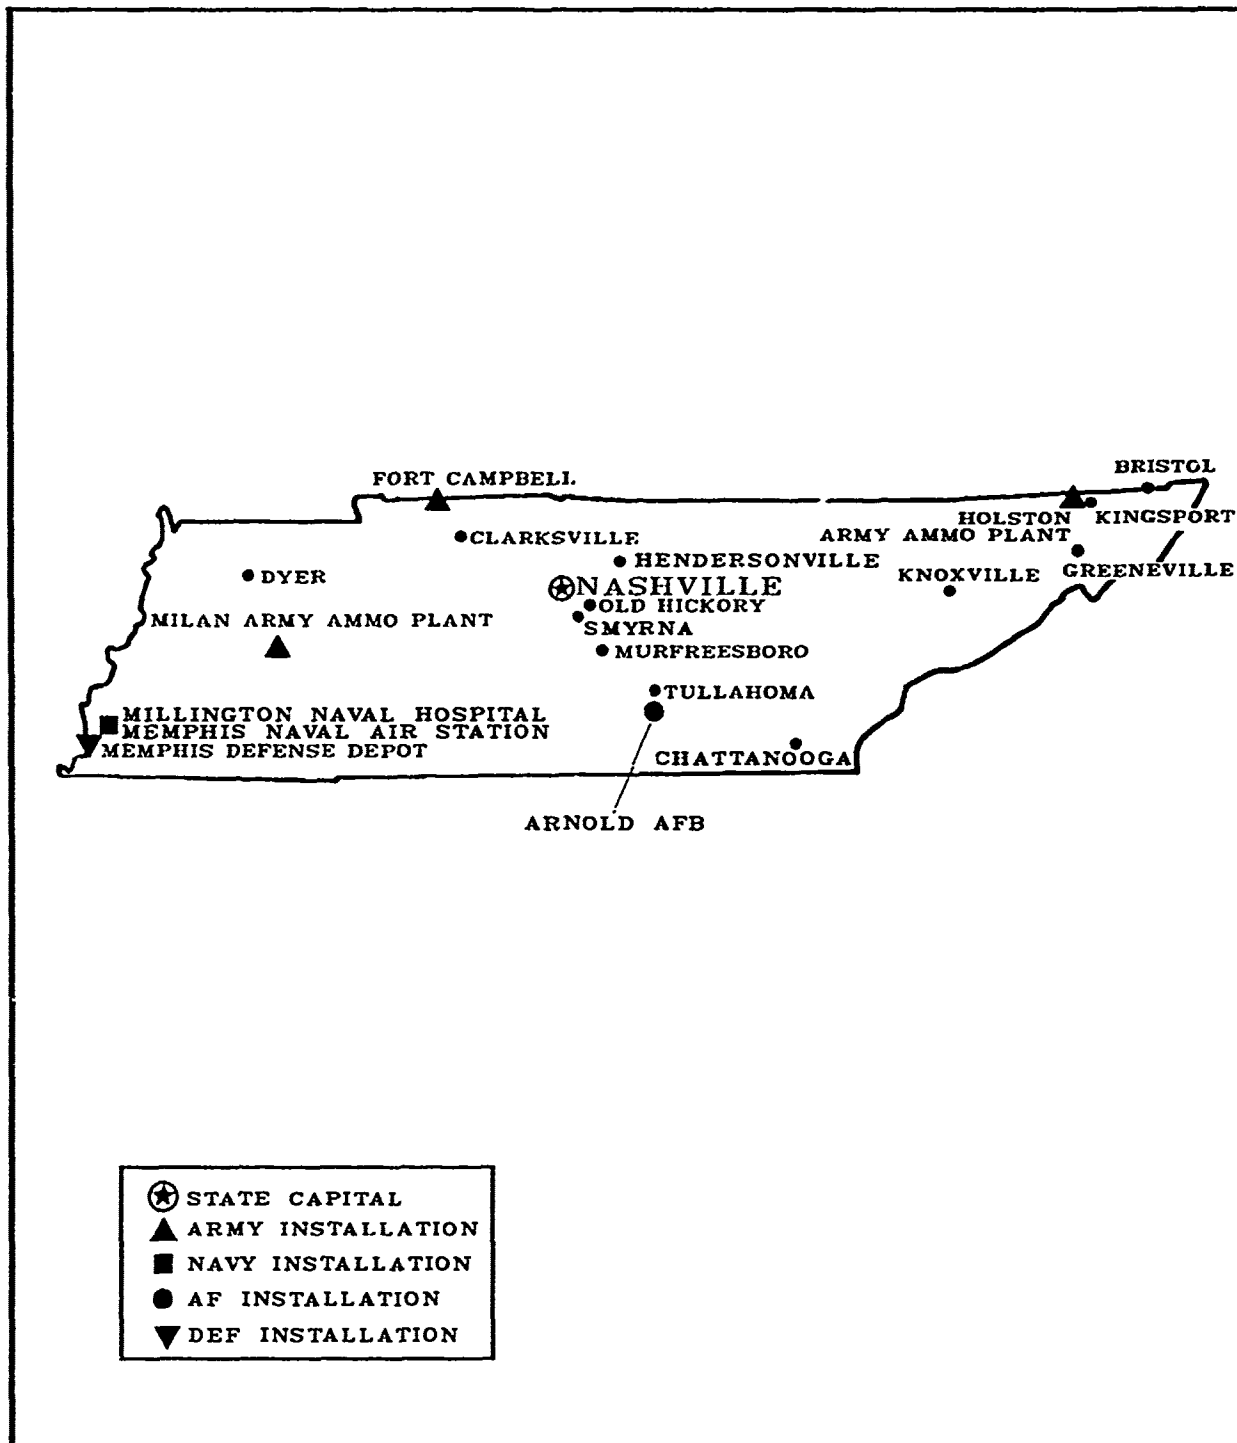 BRISTOL
FORT CAMPBELL
HOLSTON
KINGSPORT
ARMY AMMO PLANT
CLARKSVILLE
HENDERSONVILLE
GREENEVILLE
KNOXVILLE
DYER
NASHVILLE
OLD HICKORY
MILAN ARMY AMMO PLANT
SMYRNA
MURFREESBORO
TULLAHOMA
MILLINGTON NAVAL HOSPITAL
MEMPHIS NAVAL AIR STATION
MEMPHIS DEFENSE DEPOT
CHATTANOOGA
ARNOLD AFB
STATE CAPITAL
ARMY INSTALLATION
NAVY INSTALLATION
AF INSTALLATION
DEF INSTALLATION